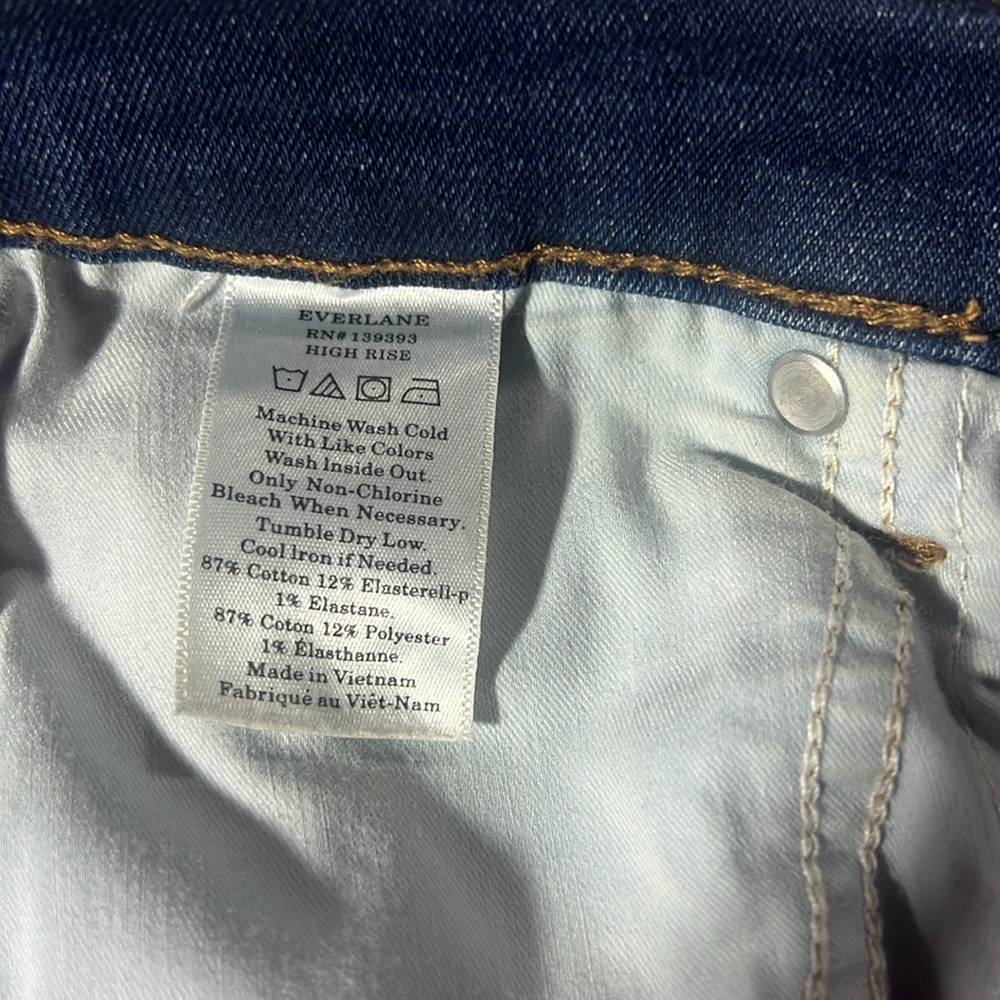 EVERLANE
RN# 139393
HIGH RISE
Machine Wash Cold
With Like Colors
Wash Inside Out.
Only Non-Chlorine
Bleach When Necessary.
Tumble Dry Low.
Cool Iron if Needed.
87% Cotton 12% Elasterell-p
1% Elastane.
87% Coton 12% Polyester
1% Élasthanne.
Made in Vietnam
Fabriqué au Viêt-Nam